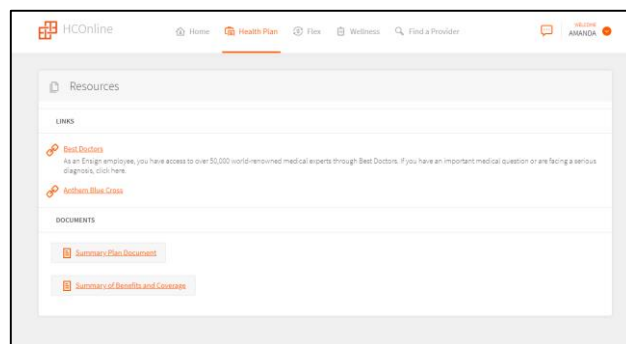 HCOnline
Home Health Plan Flex Wellness Find a Provider
WELCOME
AMANDA
Resources
LINKS
Best Doctors
As an Ensign employee, you have access to over 50,000 world-renowned medical experts through Best Doctors. If you have an important medical question or are facing a serious
diagnosis, click here.
Anthem Blue Cross
DOCUMENTS
Summary Plan Document
Summary of Benefits and Coverage